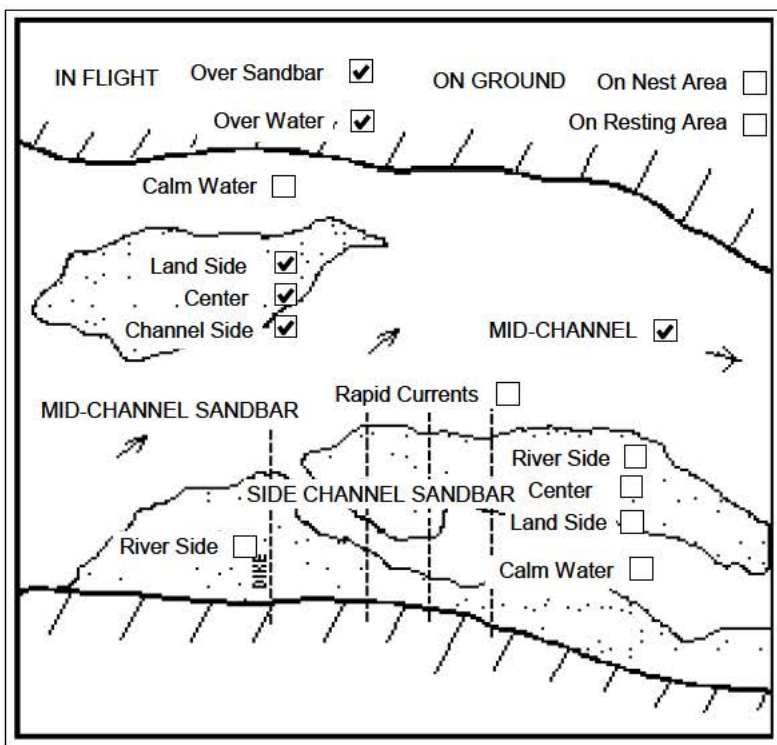 IN FLIGHT Over Sandbar ON GROUND On Nest Area
Over Water On Resting Area
Calm Water
Land Side
Center
Channel Side
MID-CHANNEL
MID-CHANNEL SANDBAR
Rapid Currents
River Side
SIDE CHANNEL SANDBAR Center
Land Side
River Side
DIKE
Calm Water